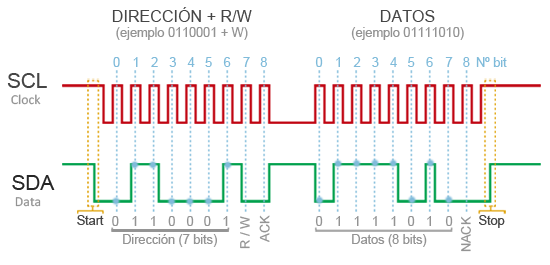 DIRECCIÓN + R/W
(ejemplo 0110001 + W)
DATOS
(ejemplo 01111010)
0 1 2 3 4 5 6 7 8
0 1 2 3 4 5 6 7 8 Nº bit
SCL
Clock
SDA
Data
Start
0 1 1 0 0 0 1
R / W
ACK
Dirección (7 bits)
0 1 1 1 1 0 1 0
NACK
Stop
Datos (8 bits)